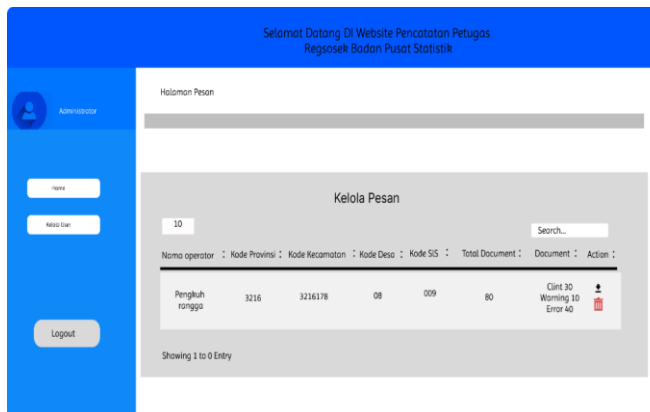 Selamat Datang DI Website Pencatatan Petugas
Regsosek Badan Pusat Statistik
Administrator
Halaman Pesan
Home
Kelola User
Logout
Kelola Pesan
10
Search...
Nama operator Kode Provinsi Kode Kecamatan Kode Desa Kode SLS Total Document Document Action
Pengkuh
rangga
3216 3216178 08 009 80
Clint 30
Warning 10
Error 40
Showing 1 to 0 Entry